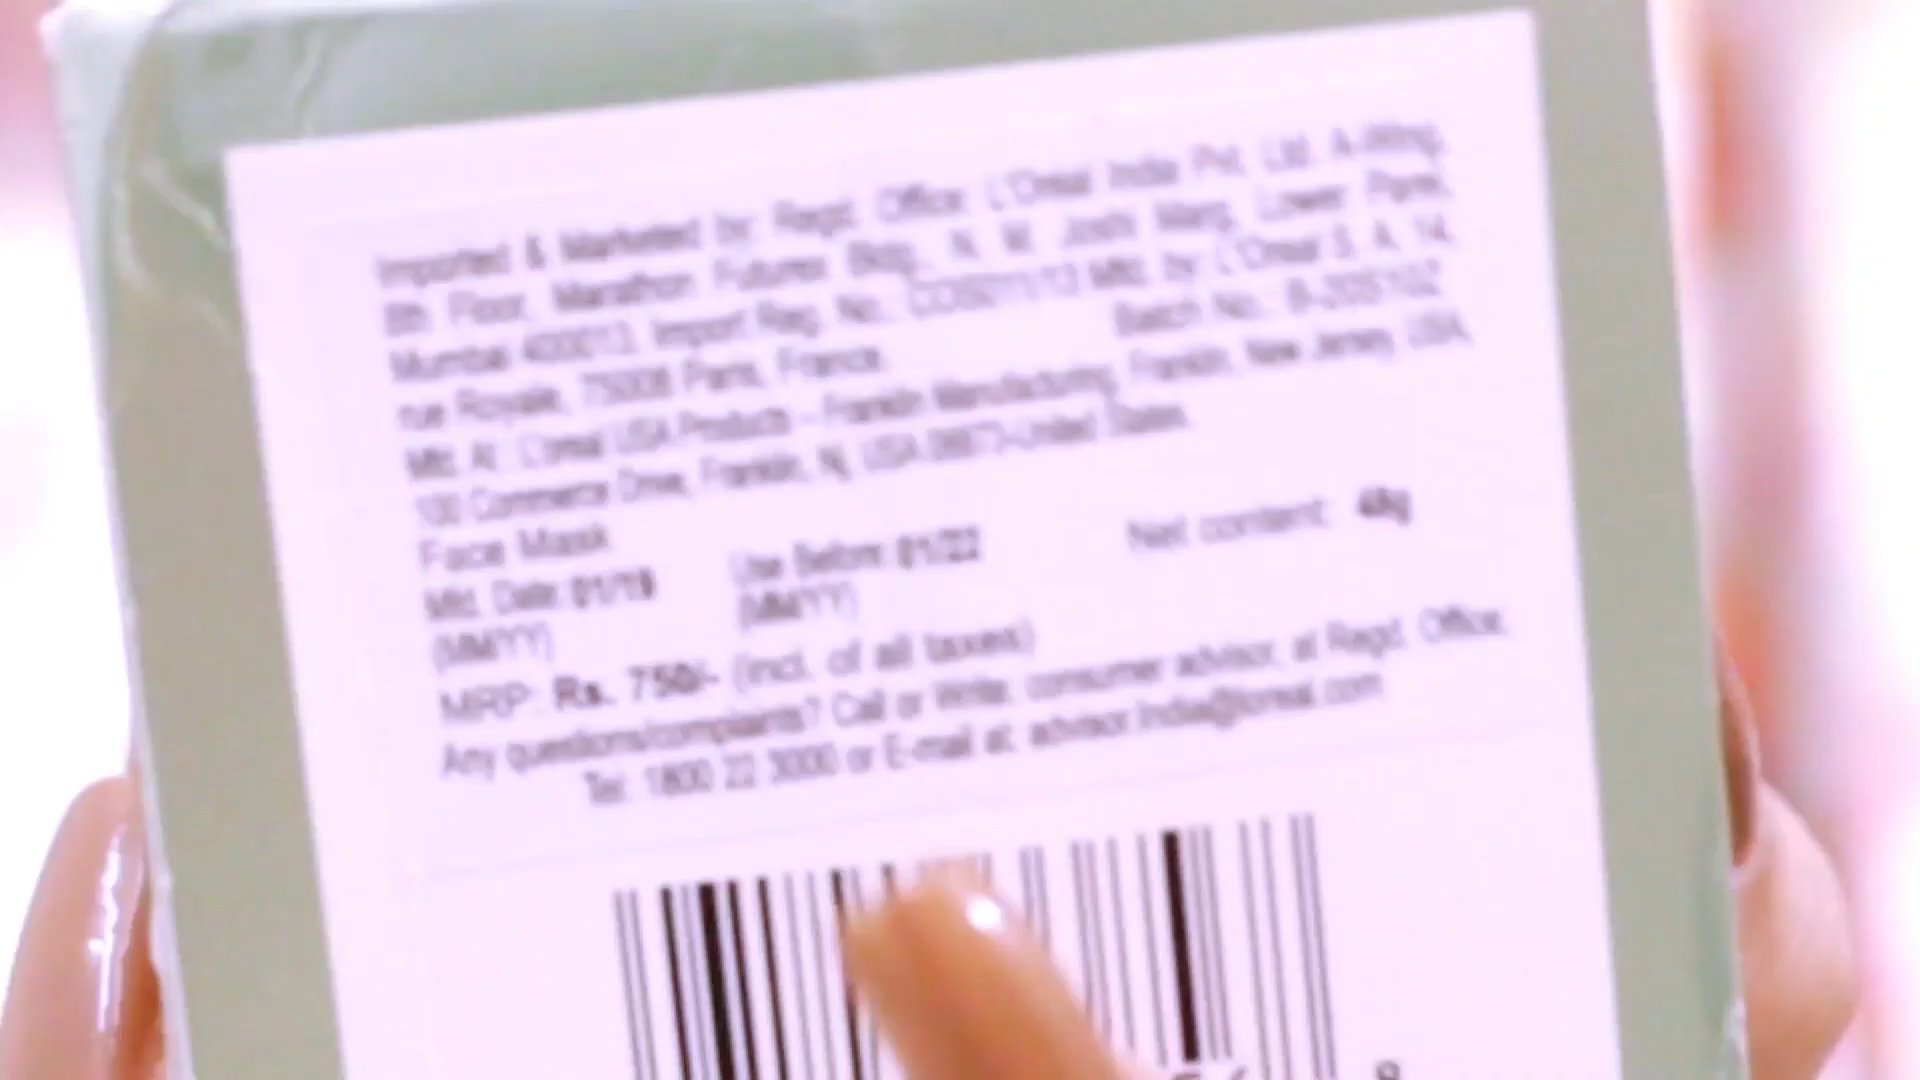 Imported & Marketed by: Regd. Office: L'Oreal India Pvt. Ltd. A-Wing,
8th Floor, Marathon Futurex Bldg., N. M. Joshi Marg, Lower Parel,
Mumbai 400013. Import Reg. No.: Mfd. by: L'Oreal S. A. 14,
rue Royale, 75008 Paris, France. Batch No.:
Mfd. At: L'oreal USA Products - Franklin Manufacturing, Franklin, New Jersey, USA,
100 Commerce Drive, Franklin, NJ, USA 08873-United States.
Face Mask
Mfd. Date: 01/19 Use Before: 01/22 Net content: 48g
(MM/YY) (MM/YY)
MRP: Rs. 750/- (incl. of all taxes)
Any questions/complaints? Call or Write: consumer advisor, at Regd. Office,
Tel: 1800 22 3000 or E-mail at: advisor.india@loreal.com